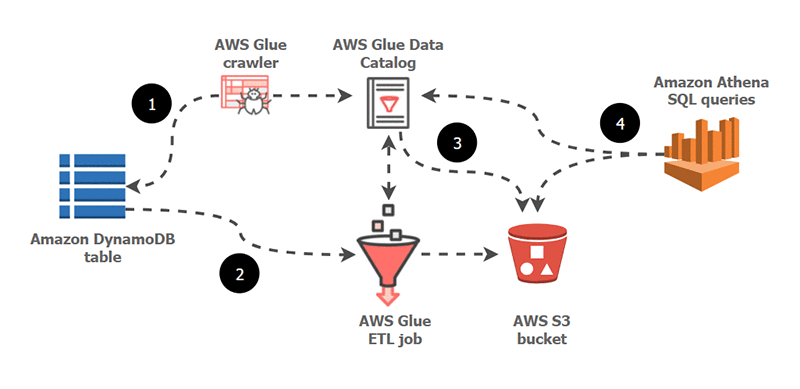 AWS Glue
crawler
AWS Glue Data
Catalog
Amazon Athena
SQL queries
1
4
3
Amazon DynamoDB
table
2
AWS Glue
ETL job
AWS S3
bucket